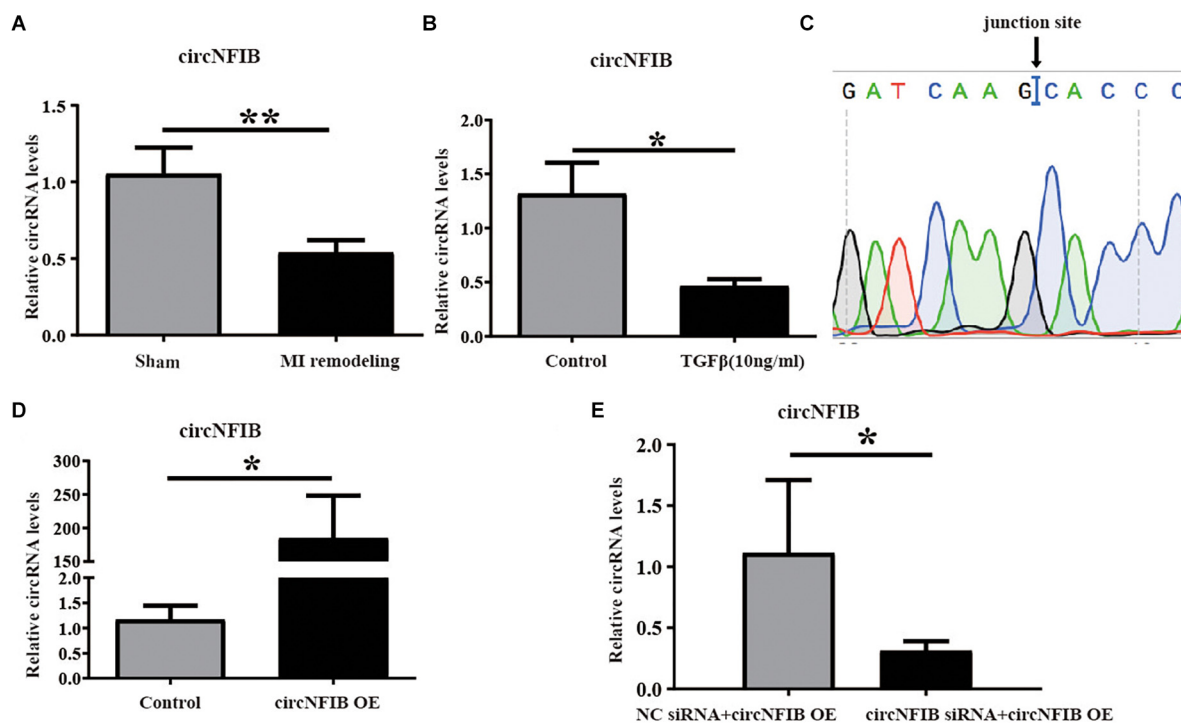 A
circNFIB
Relative circRNA levels
1.5
1.0
0.5
0.0
**
Sham
MI remodeling
B
circNFIB
Relative circRNA levels
2.0
1.5
1.0
0.5
0.0
*
Control
TGFβ(10ng/ml)
C
junction site
G A T C A A G C A C C C
D
circNFIB
Relative circRNA levels
300
250
200
150
2.0
1.5
1.0
0.5
0.0
*
Control
circNFIB OE
E
circNFIB
Relative circRNA levels
2.0
1.5
1.0
0.5
0.0
*
NC siRNA+circNFIB OE
circNFIB siRNA+circNFIB OE